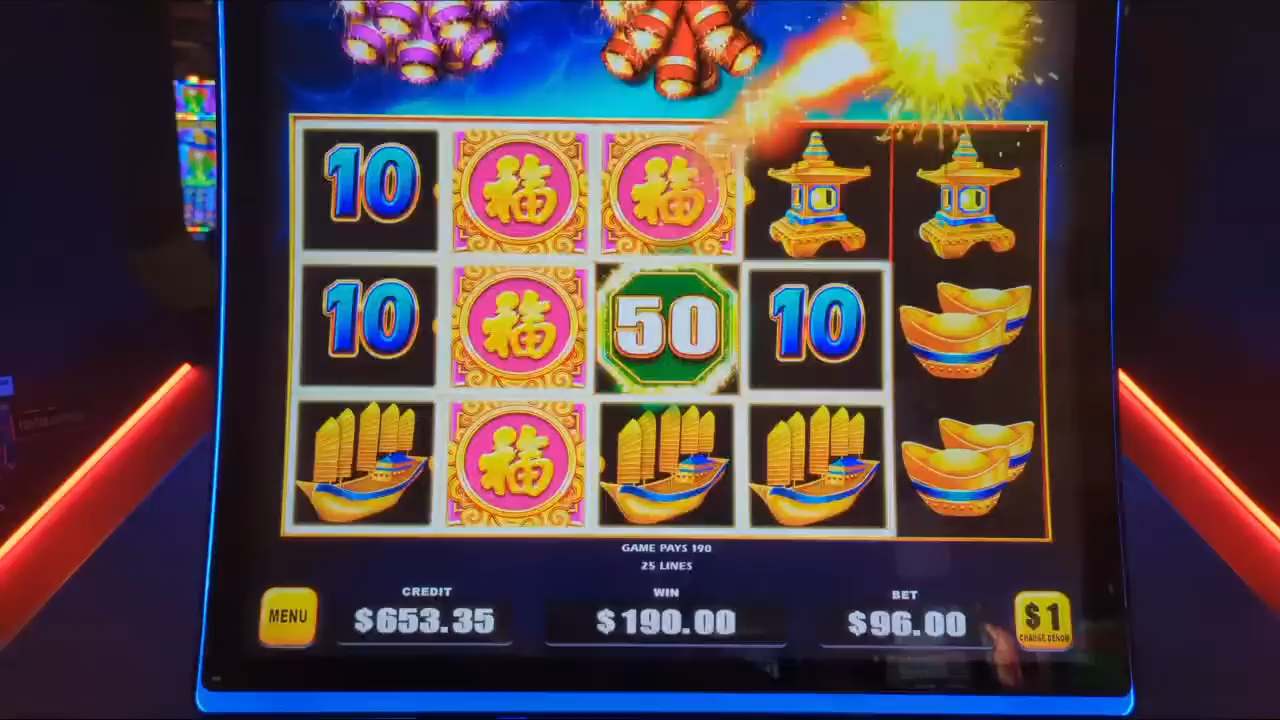 10 福 福
10 福 50 10
福
GAME PAYS 190
25 LINES
MENU
CREDIT
$653.35
WIN
$190.00
BET
$96.00
$1
CHANGE DENOM